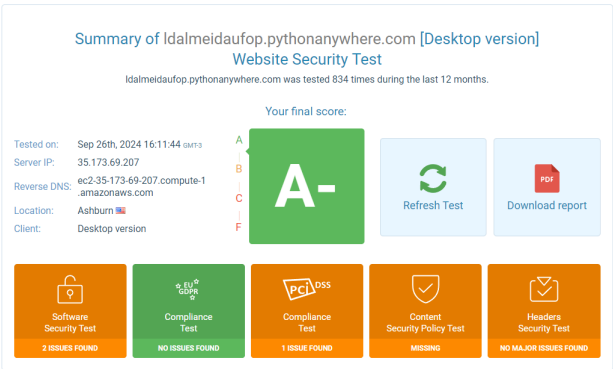 Summary of ldalmeidaufop.pythonanywhere.com [Desktop version]
Website Security Test
ldalmeidaufop.pythonanywhere.com was tested 834 times during the last 12 months.
Your final score:
Tested on: Sep 26th, 2024 16:11:44 GMT-3
Server IP: 35.173.69.207
Reverse DNS: ec2-35-173-69-207.compute-1
.amazonaws.com
Location: Ashburn
Client: Desktop version
A
B
C
F
A-
Refresh Test
PDF
Download report
Software
Security Test
2 ISSUES FOUND
EU
GDPR
Compliance
Test
NO ISSUES FOUND
PCI DSS
Compliance
Test
1 ISSUE FOUND
Content
Security Policy Test
MISSING
Headers
Security Test
NO MAJOR ISSUES FOUND